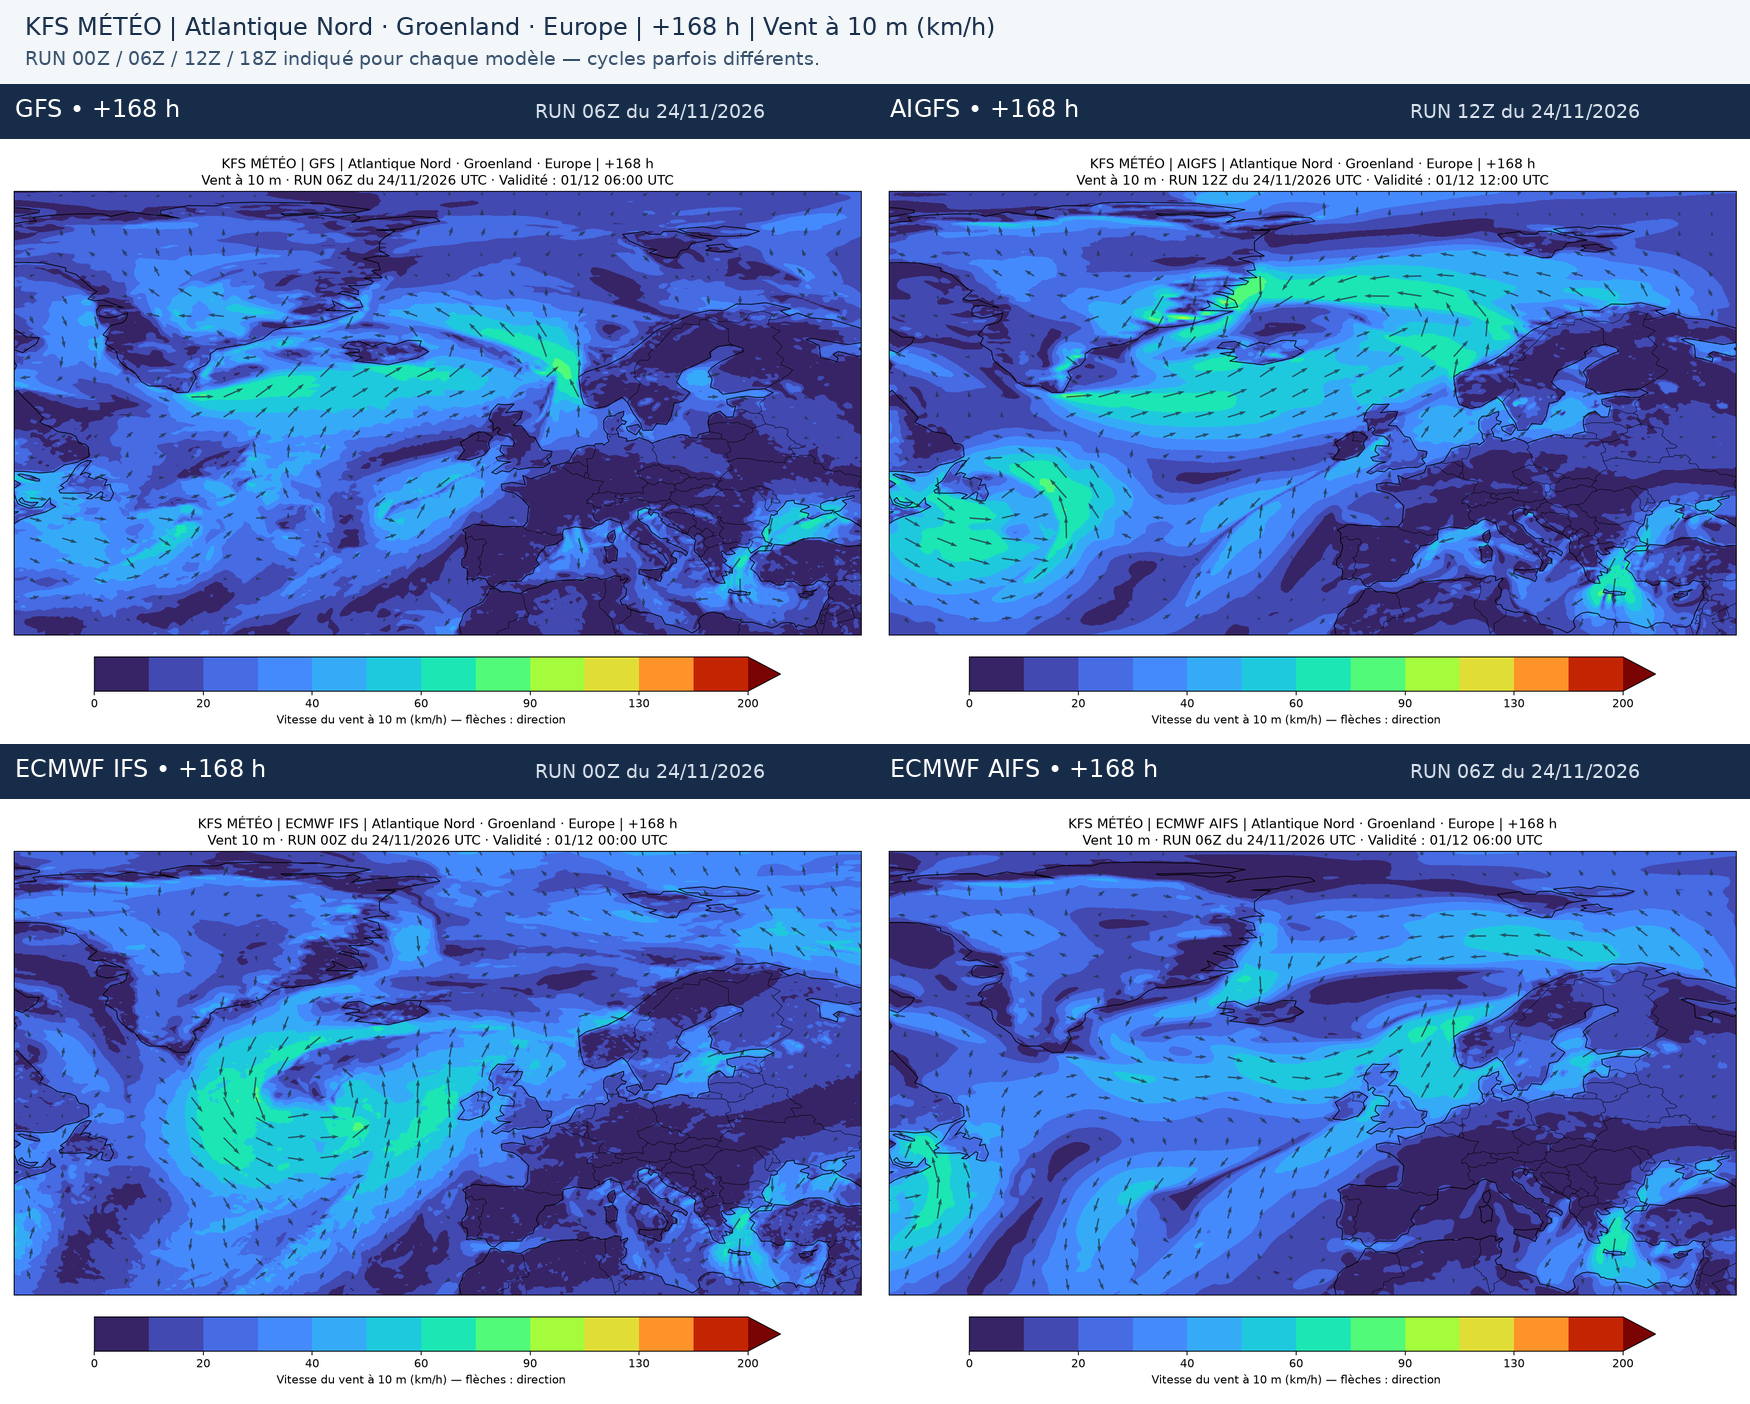 KFS MÉTÉO | Atlantique Nord · Groenland · Europe | +168 h | Vent à 10 m (km/h)
RUN 00Z / 06Z / 12Z / 18Z indiqué pour chaque modèle — cycles parfois différents.
GFS • +168 h
RUN 06Z du 24/11/2026
KFS MÉTÉO | GFS | Atlantique Nord · Groenland · Europe | +168 h
Vent à 10 m · RUN 06Z du 24/11/2026 UTC · Validité : 01/12 06:00 UTC
0 20 40 60 90 130 200
Vitesse du vent à 10 m (km/h) — flèches : direction
AIGFS • +168 h
RUN 12Z du 24/11/2026
KFS MÉTÉO | AIGFS | Atlantique Nord · Groenland · Europe | +168 h
Vent à 10 m · RUN 12Z du 24/11/2026 UTC · Validité : 01/12 12:00 UTC
0 20 40 60 90 130 200
Vitesse du vent à 10 m (km/h) — flèches : direction
ECMWF IFS • +168 h
RUN 00Z du 24/11/2026
KFS MÉTÉO | ECMWF IFS | Atlantique Nord · Groenland · Europe | +168 h
Vent 10 m · RUN 00Z du 24/11/2026 UTC · Validité : 01/12 00:00 UTC
0 20 40 60 90 130 200
Vitesse du vent à 10 m (km/h) — flèches : direction
ECMWF AIFS • +168 h
RUN 06Z du 24/11/2026
KFS MÉTÉO | ECMWF AIFS | Atlantique Nord · Groenland · Europe | +168 h
Vent 10 m · RUN 06Z du 24/11/2026 UTC · Validité : 01/12 06:00 UTC
0 20 40 60 90 130 200
Vitesse du vent à 10 m (km/h) — flèches : direction